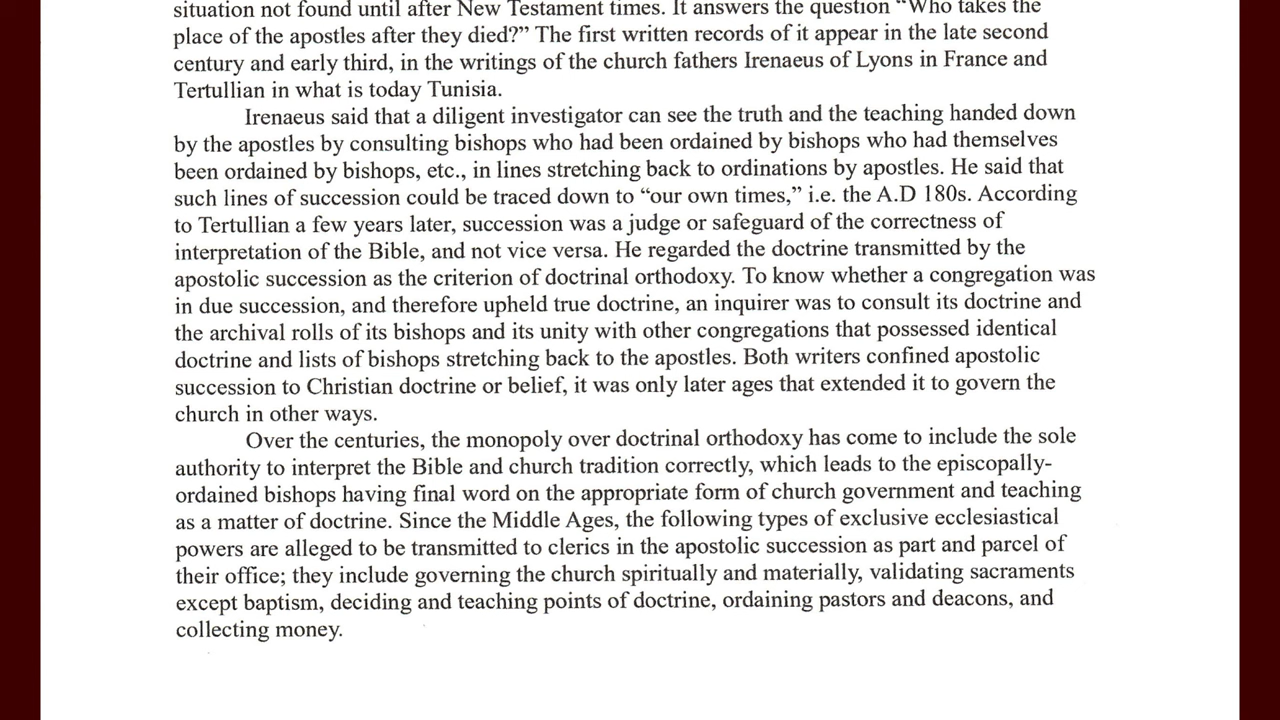 situation not found until after New Testament times. It answers the question “Who takes the
place of the apostles after they died?” The first written records of it appear in the late second
century and early third, in the writings of the church fathers Irenaeus of Lyons in France and
Tertullian in what is today Tunisia.
Irenaeus said that a diligent investigator can see the truth and the teaching handed down
by the apostles by consulting bishops who had been ordained by bishops who had themselves
been ordained by bishops, etc., in lines stretching back to ordinations by apostles. He said that
such lines of succession could be traced down to “our own times,” i.e. the A.D 180s. According
to Tertullian a few years later, succession was a judge or safeguard of the correctness of
interpretation of the Bible, and not vice versa. He regarded the doctrine transmitted by the
apostolic succession as the criterion of doctrinal orthodoxy. To know whether a congregation was
in due succession, and therefore upheld true doctrine, an inquirer was to consult its doctrine and
the archival rolls of its bishops and its unity with other congregations that possessed identical
doctrine and lists of bishops stretching back to the apostles. Both writers confined apostolic
succession to Christian doctrine or belief, it was only later ages that extended it to govern the
church in other ways.
Over the centuries, the monopoly over doctrinal orthodoxy has come to include the sole
authority to interpret the Bible and church tradition correctly, which leads to the episcopally-
ordained bishops having final word on the appropriate form of church government and teaching
as a matter of doctrine. Since the Middle Ages, the following types of exclusive ecclesiastical
powers are alleged to be transmitted to clerics in the apostolic succession as part and parcel of
their office; they include governing the church spiritually and materially, validating sacraments
except baptism, deciding and teaching points of doctrine, ordaining pastors and deacons, and
collecting money.